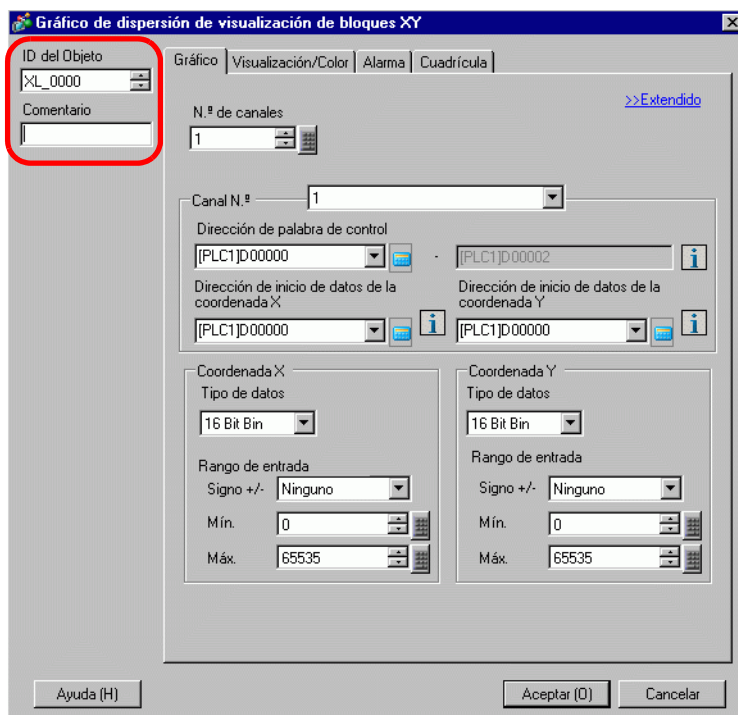 Gráfico de dispersión de visualización de bloques XY
ID del Objeto
XL_0000
Comentario
Gráfico Visualización/Color Alarma Cuadrícula
>>Extendido
N.º de canales
1
Canal N.º 1
Dirección de palabra de control
[PLC1]D00000 - [PLC1]D00002
Dirección de inicio de datos de la coordenada X
[PLC1]D00000
Dirección de inicio de datos de la coordenada Y
[PLC1]D00000
Coordenada X
Tipo de datos
16 Bit Bin
Rango de entrada
Signo +/- Ninguno
Mín. 0
Máx. 65535
Coordenada Y
Tipo de datos
16 Bit Bin
Rango de entrada
Signo +/- Ninguno
Mín. 0
Máx. 65535
Ayuda (H) Aceptar (O) Cancelar